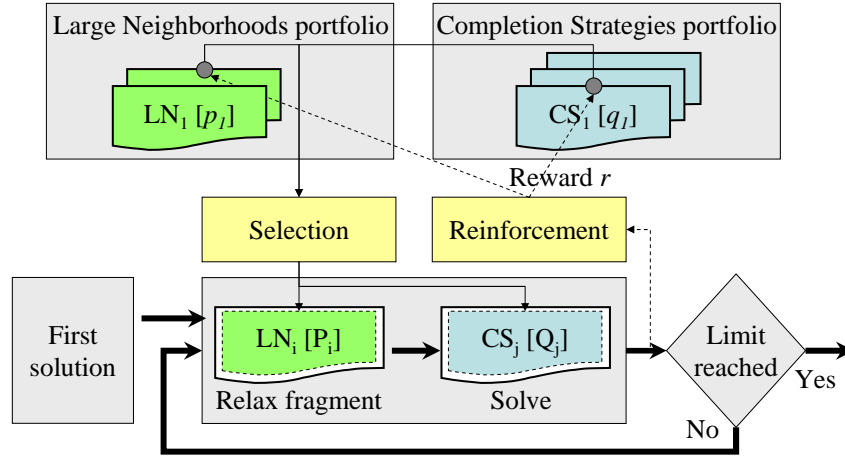 Large Neighborhoods portfolio
Completion Strategies portfolio
LN₁ [p₁]
CS₁ [q₁]
Reward r
Selection
Reinforcement
First
solution
LNᵢ [Pᵢ]
CSⱼ [Qⱼ]
Limit
reached
Relax fragment
Solve
Yes
No